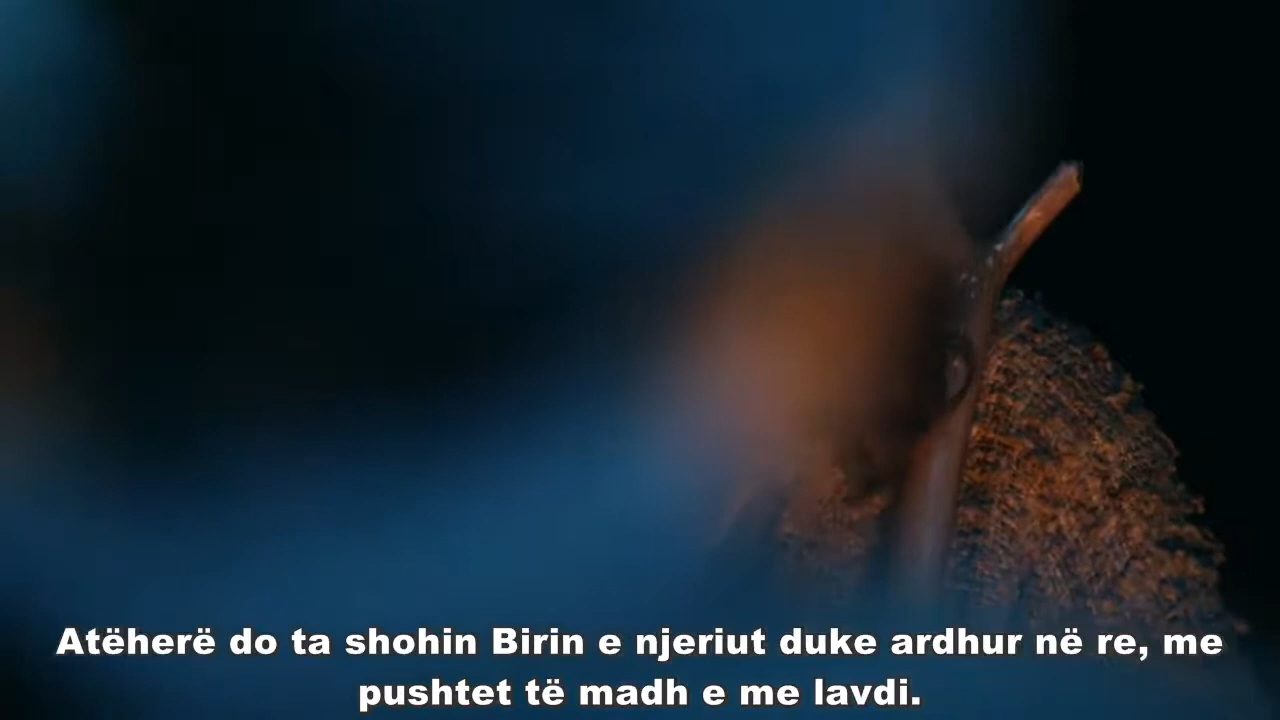 Atëherë do ta shohin Birin e njeriut duke ardhur në re, me
pushtet të madh e me lavdi.